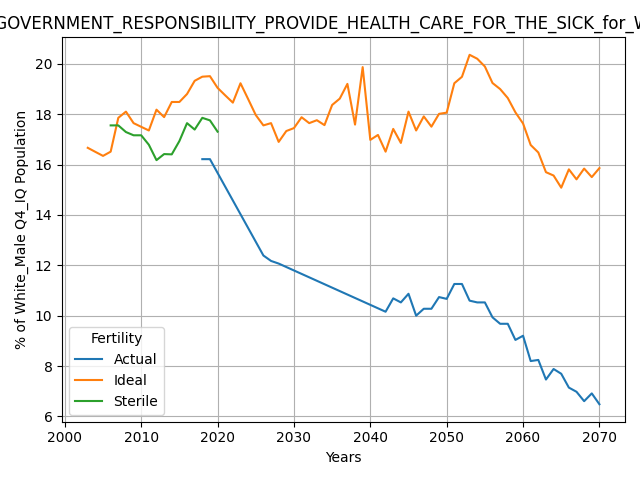 GOVERNMENT_RESPONSIBILITY_PROVIDE_HEALTH_CARE_FOR_THE_SICK_for_W
20
18
16
14
12
10
8
6
% of White_Male Q4_IQ Population
Fertility
Actual
Ideal
Sterile
2000 2010 2020 2030 2040 2050 2060 2070
Years